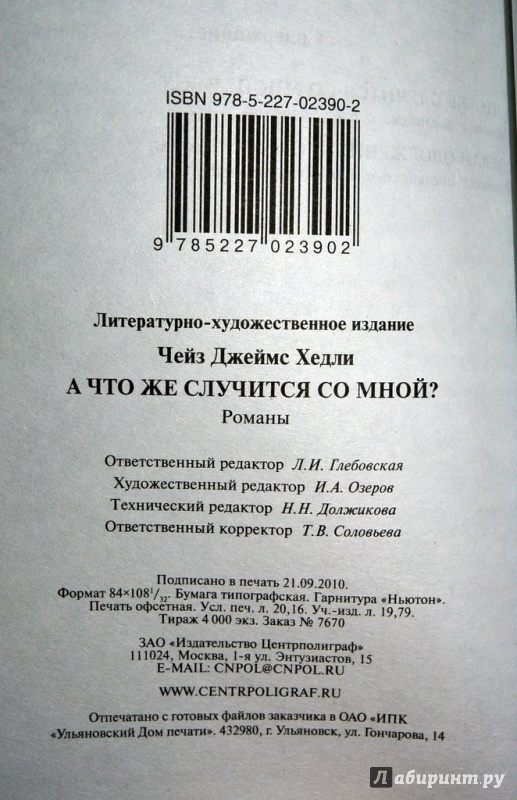 ISBN 978-5-227-02390-2
9 785227 023902
Литературно-художественное издание
Чейз Джеймс Хедли
А ЧТО ЖЕ СЛУЧИТСЯ СО МНОЙ?
Романы
Ответственный редактор Л.И. Глебовская
Художественный редактор И.А. Озеров
Технический редактор Н.Н. Должикова
Ответственный корректор Т.В. Соловьева
Подписано в печать 21.09.2010.
Формат 84×108 1/32. Бумага типографская. Гарнитура «Ньютон».
Печать офсетная. Усл. печ. л. 20,16. Уч.-изд. л. 19,79.
Тираж 4 000 экз. Заказ № 7670
ЗАО «Издательство Центрполиграф»
111024, Москва, 1-я ул. Энтузиастов, 15
E-MAIL: CNPOL@CNPOL.RU
WWW.CENTRPOLIGRAF.RU
Отпечатано с готовых файлов заказчика в ОАО «ИПК
«Ульяновский Дом печати». 432980, г. Ульяновск, ул. Гончарова, 14
Лабиринт.ру